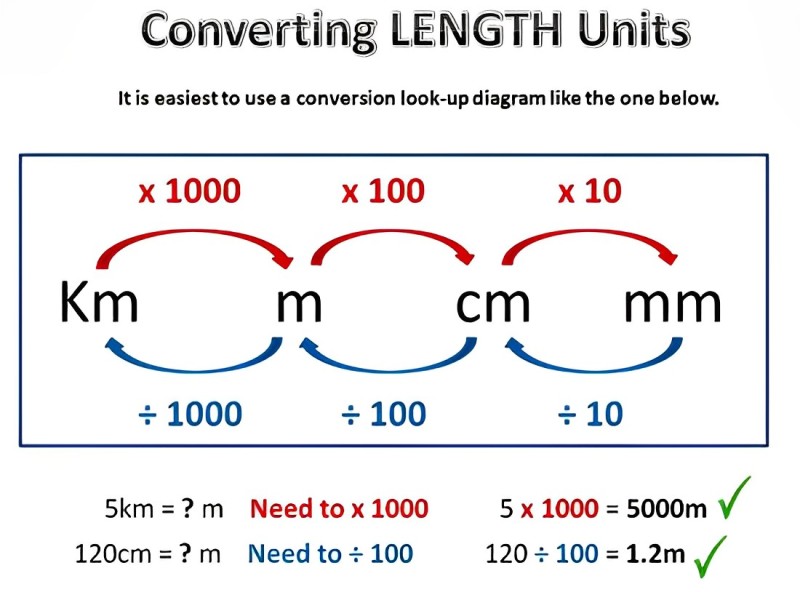 Converting LENGTH Units
It is easiest to use a conversion look-up diagram like the one below.
x 1000 x 100 x 10
Km m cm mm
÷ 1000 ÷ 100 ÷ 10
5km = ? m Need to x 1000 5 x 1000 = 5000m
120cm = ? m Need to ÷ 100 120 ÷ 100 = 1.2m